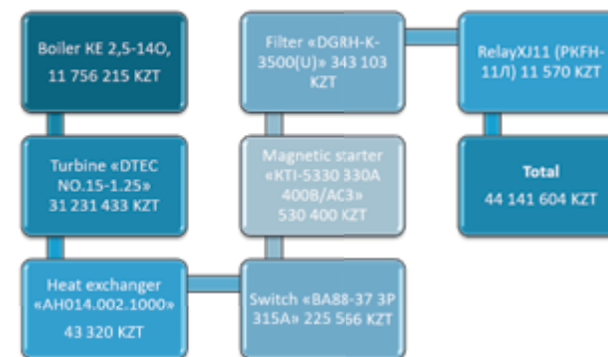 Boiler KE 2,5-14O,
11 756 215 KZT
Turbine «DTEC
NO.15-1.25»
31 231 433 KZT
Heat exchanger
«AH014.002.1000»
43 320 KZT
Switch «BA88-37 3P
315A» 225 566 KZT
Magnetic starter
«KTI-5330 330A
400B/AC3»
530 400 KZT
Filter «DGRH-K-
3500(U)» 343 103
KZT
RelayXJ11 (РКFН-
11Л) 11 570 KZT
Total
44 141 604 KZT